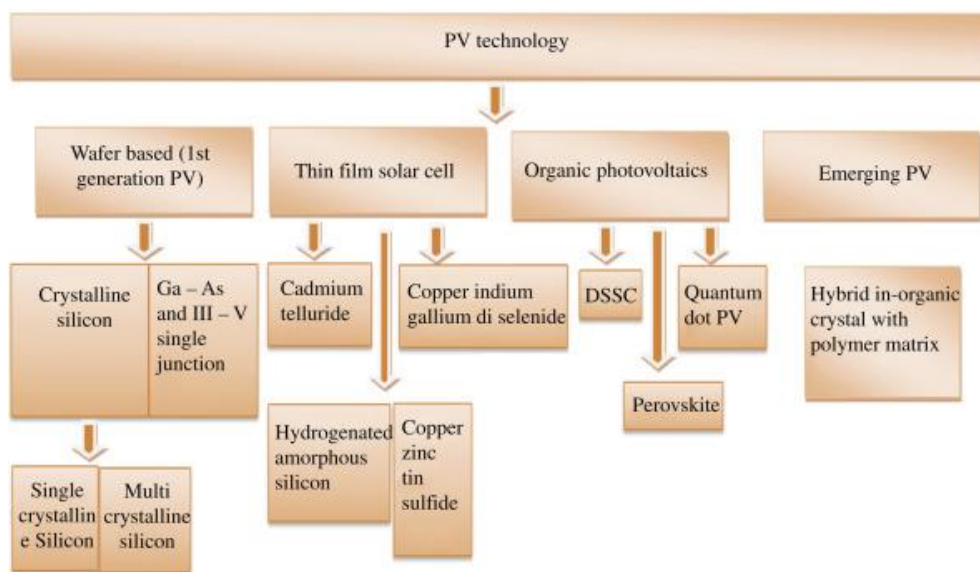 PV technology
Wafer based (1st
generation PV)
Thin film solar cell
Organic photovoltaics
Emerging PV
Crystalline
silicon
Ga – As
and III – V
single
junction
Cadmium
telluride
Copper indium
gallium di selenide
DSSC
Quantum
dot PV
Hybrid in-organic
crystal with
polymer matrix
Single
crystallin
e Silicon
Multi
crystalline
silicon
Hydrogenated
amorphous
silicon
Copper
zinc
tin
sulfide
Perovskite